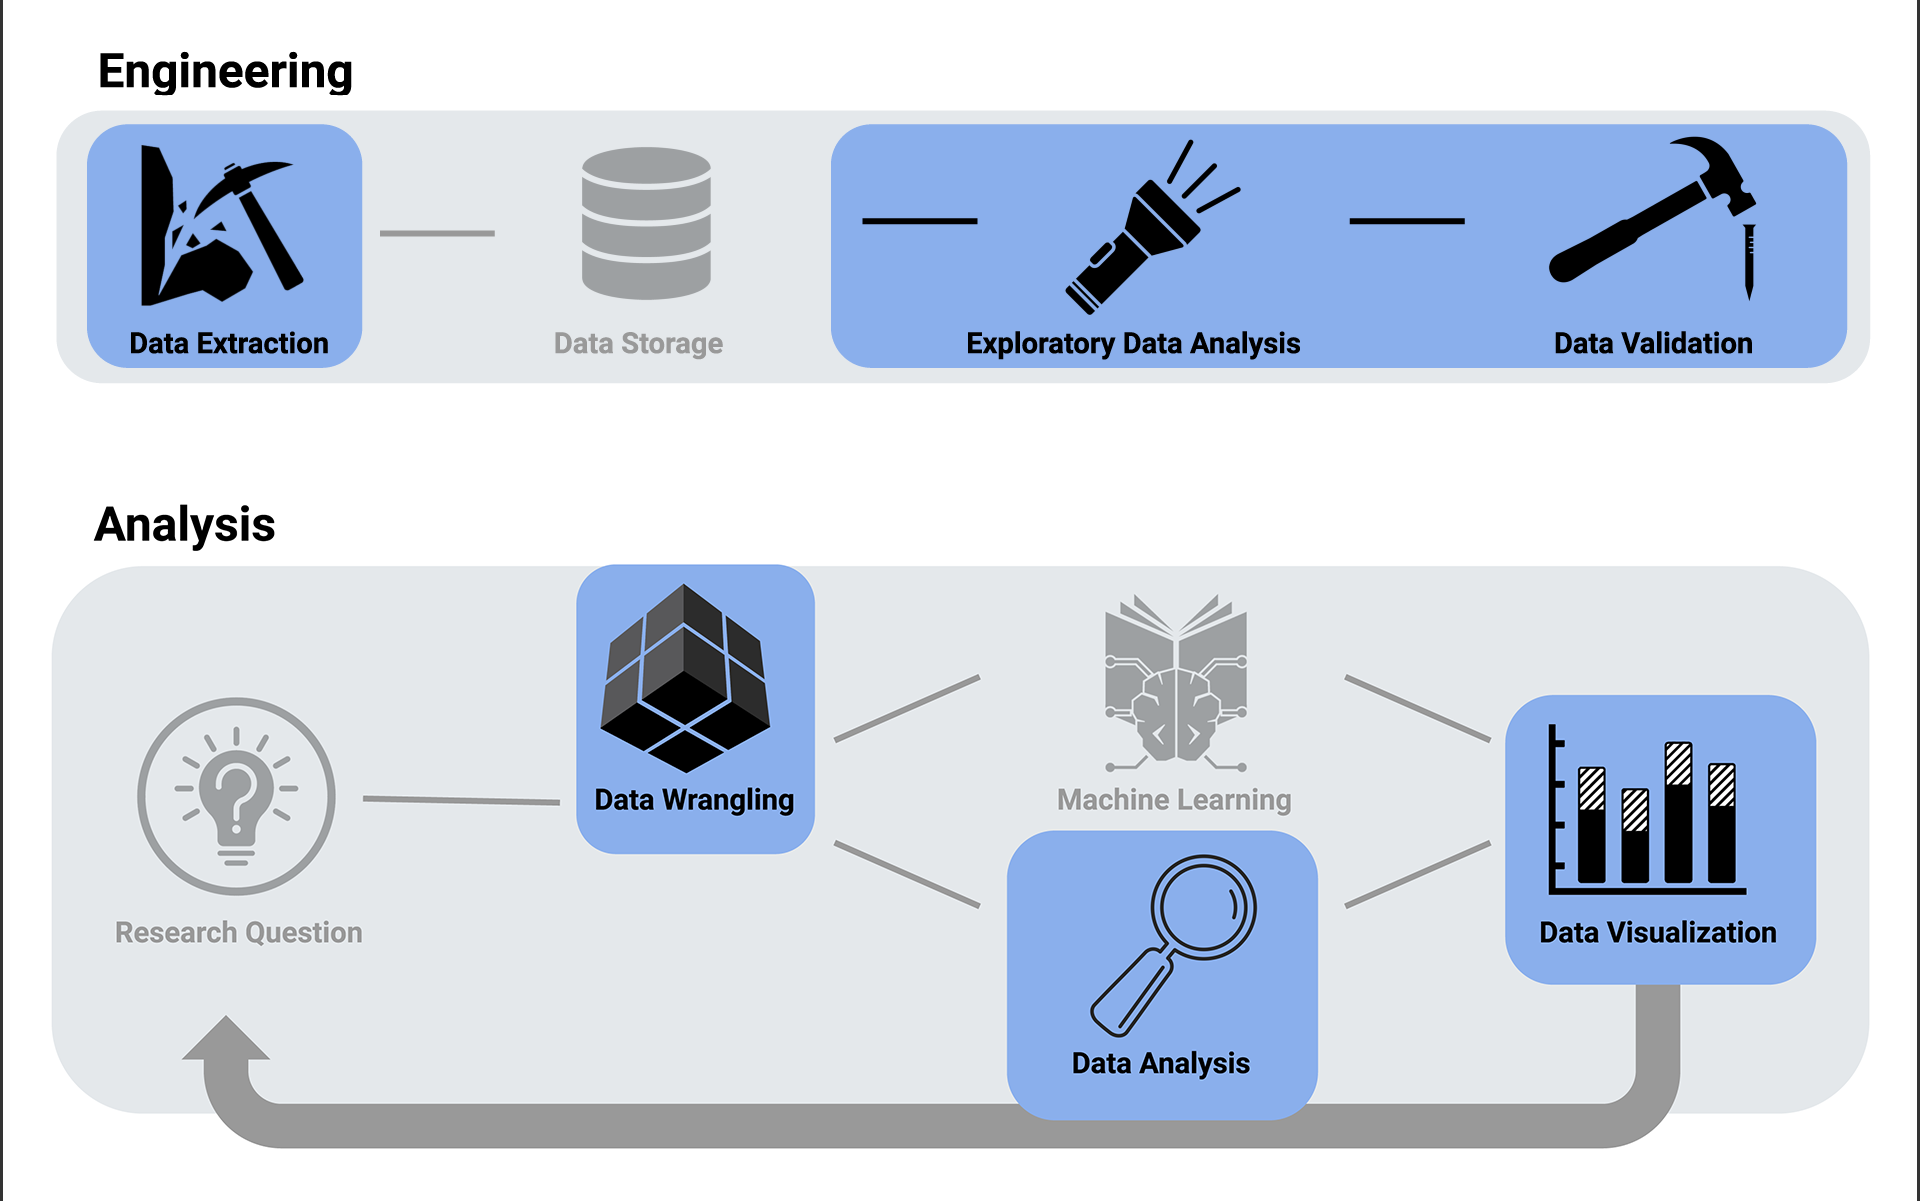 Engineering
Data Extraction
Data Storage
Exploratory Data Analysis
Data Validation
Analysis
Research Question
Data Wrangling
Machine Learning
Data Analysis
Data Visualization